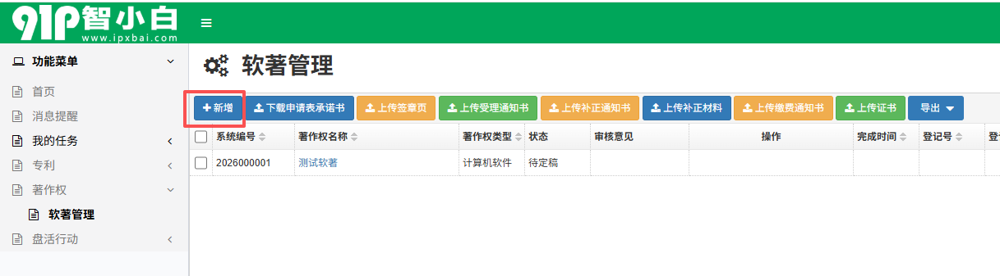 91P智小白
www.ipxbai.com
功能菜单
首页
消息提醒
我的任务
专利
著作权
软著管理
盘活行动
软著管理
新增 下载申请表承诺书 上传签章页 上传受理通知书 上传补正通知书 上传补正材料 上传缴费通知书 上传证书 导出
系统编号 著作权名称 著作权类型 状态 审核意见 操作 完成时间 登记号
2026000001 测试软著 计算机软件 待定稿